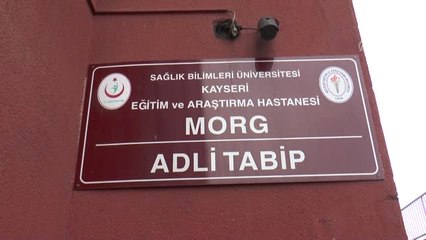 SAĞLIK BİLİMLERİ ÜNİVERSİTESİ
KAYSERİ
EĞİTİM ve ARAŞTIRMA HASTANESİ
MORG
ADLİ TABİP